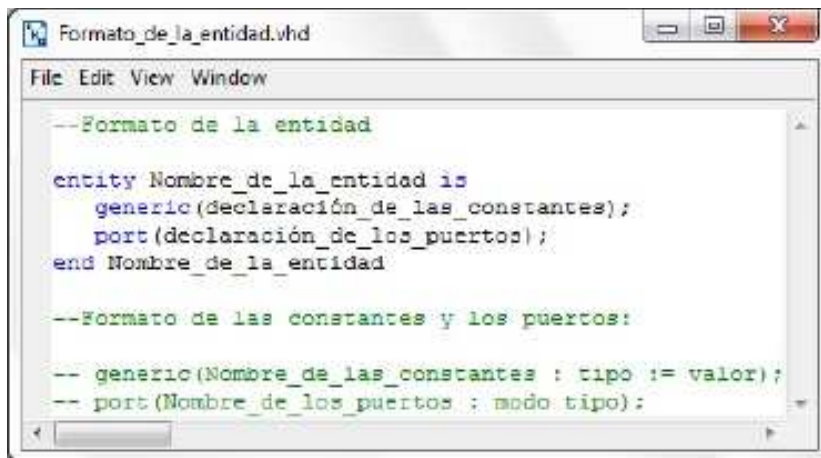 Formato_de_la_entidad.vhd
File Edit View Window
--Formato de la entidad
entity Nombre_de_la_entidad is
generic(declaración_de_las_constantes);
port(declaración_de_los_puertos);
end Nombre_de_la_entidad
--Formato de las constantes y los puertos:
-- generic(Nombre_de_las_constantes : tipo := valor);
-- port(Nombre_de_los_puertos : modo tipo);